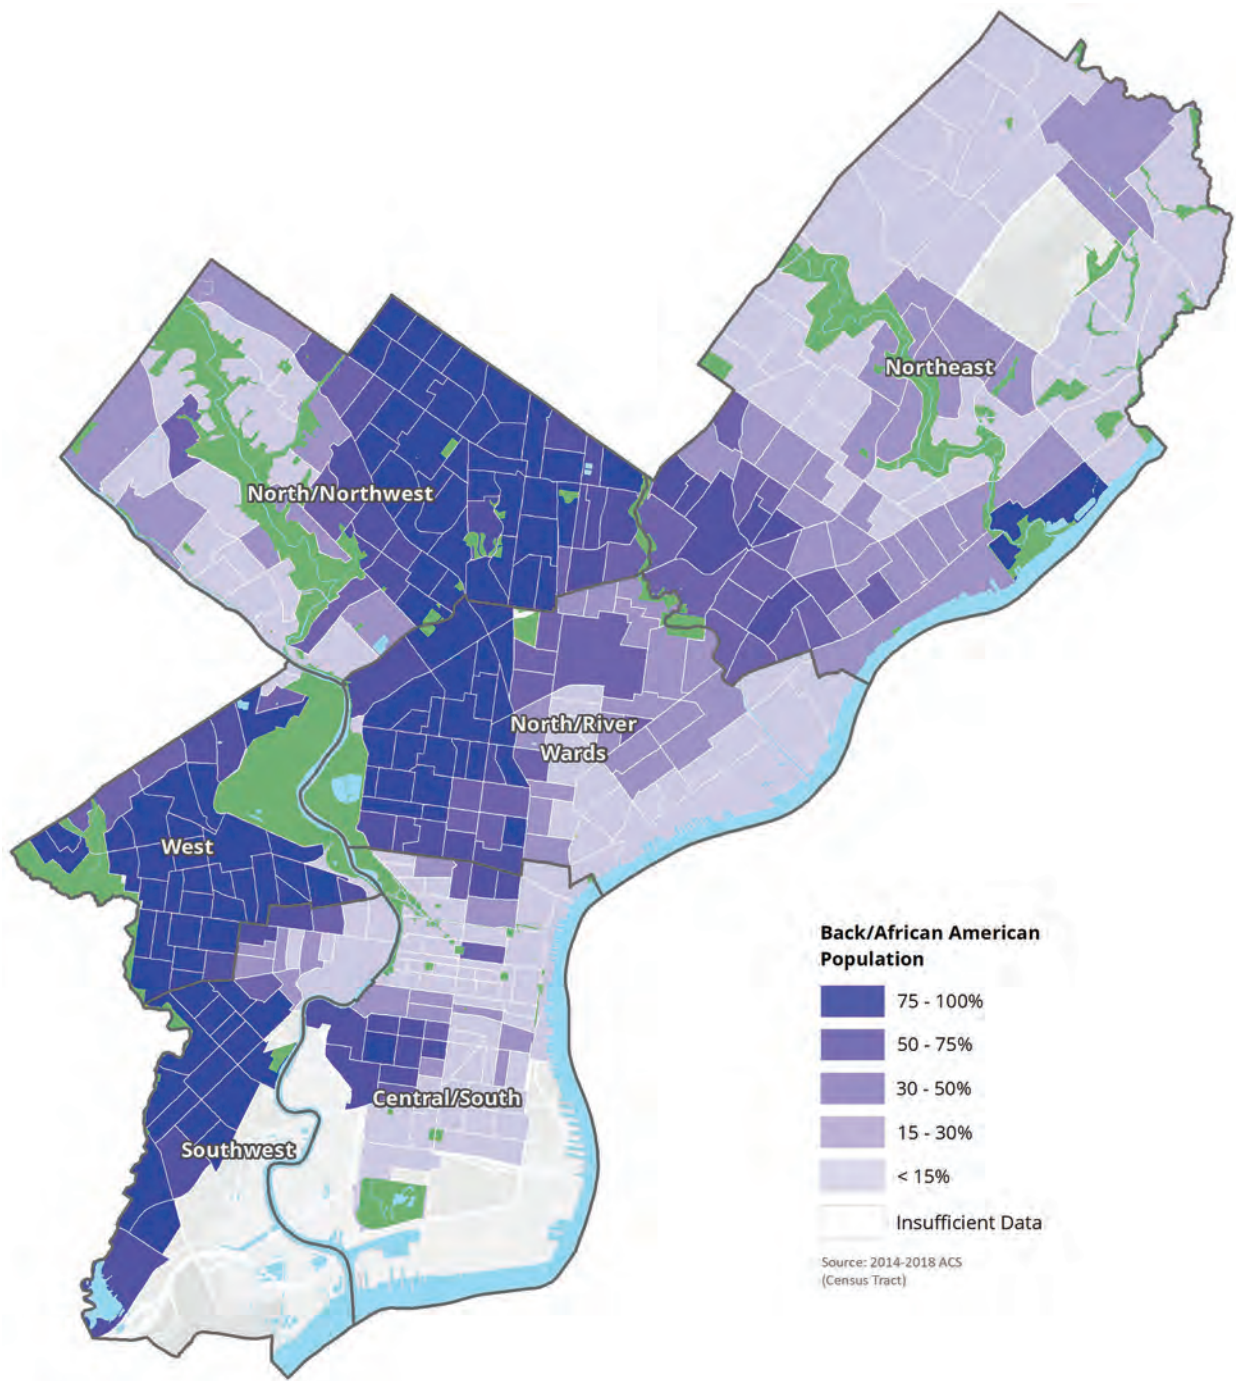 Northeast
North/Northwest
North/River
Wards
West
Back/African American
Population
75 - 100%
50 - 75%
30 - 50%
15 - 30%
< 15%
Insufficient Data
Source: 2014-2018 ACS
(Census Tract)
Central/South
Southwest